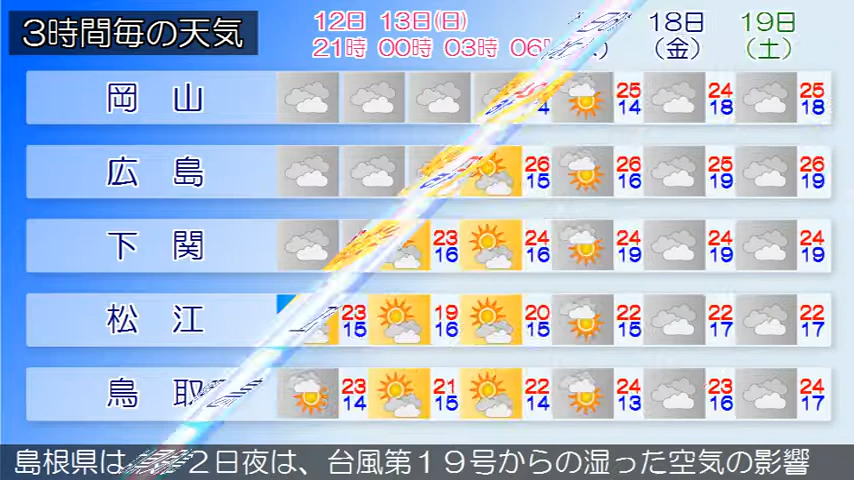 3時間毎の天気
12日 13日(日) 18日 19日
21時 00時 03時 (金) (土)
岡山 25 14 24 18 25 18
広島 26 15 26 16 25 19 26 19
下関 23 16 24 16 24 19 24 19 24 19
松江 23 15 19 16 20 15 22 15 22 17 22 17
鳥取 23 14 21 15 22 14 24 13 23 16 24 17
島根県は 2日夜は、台風第19号からの湿った空気の影響